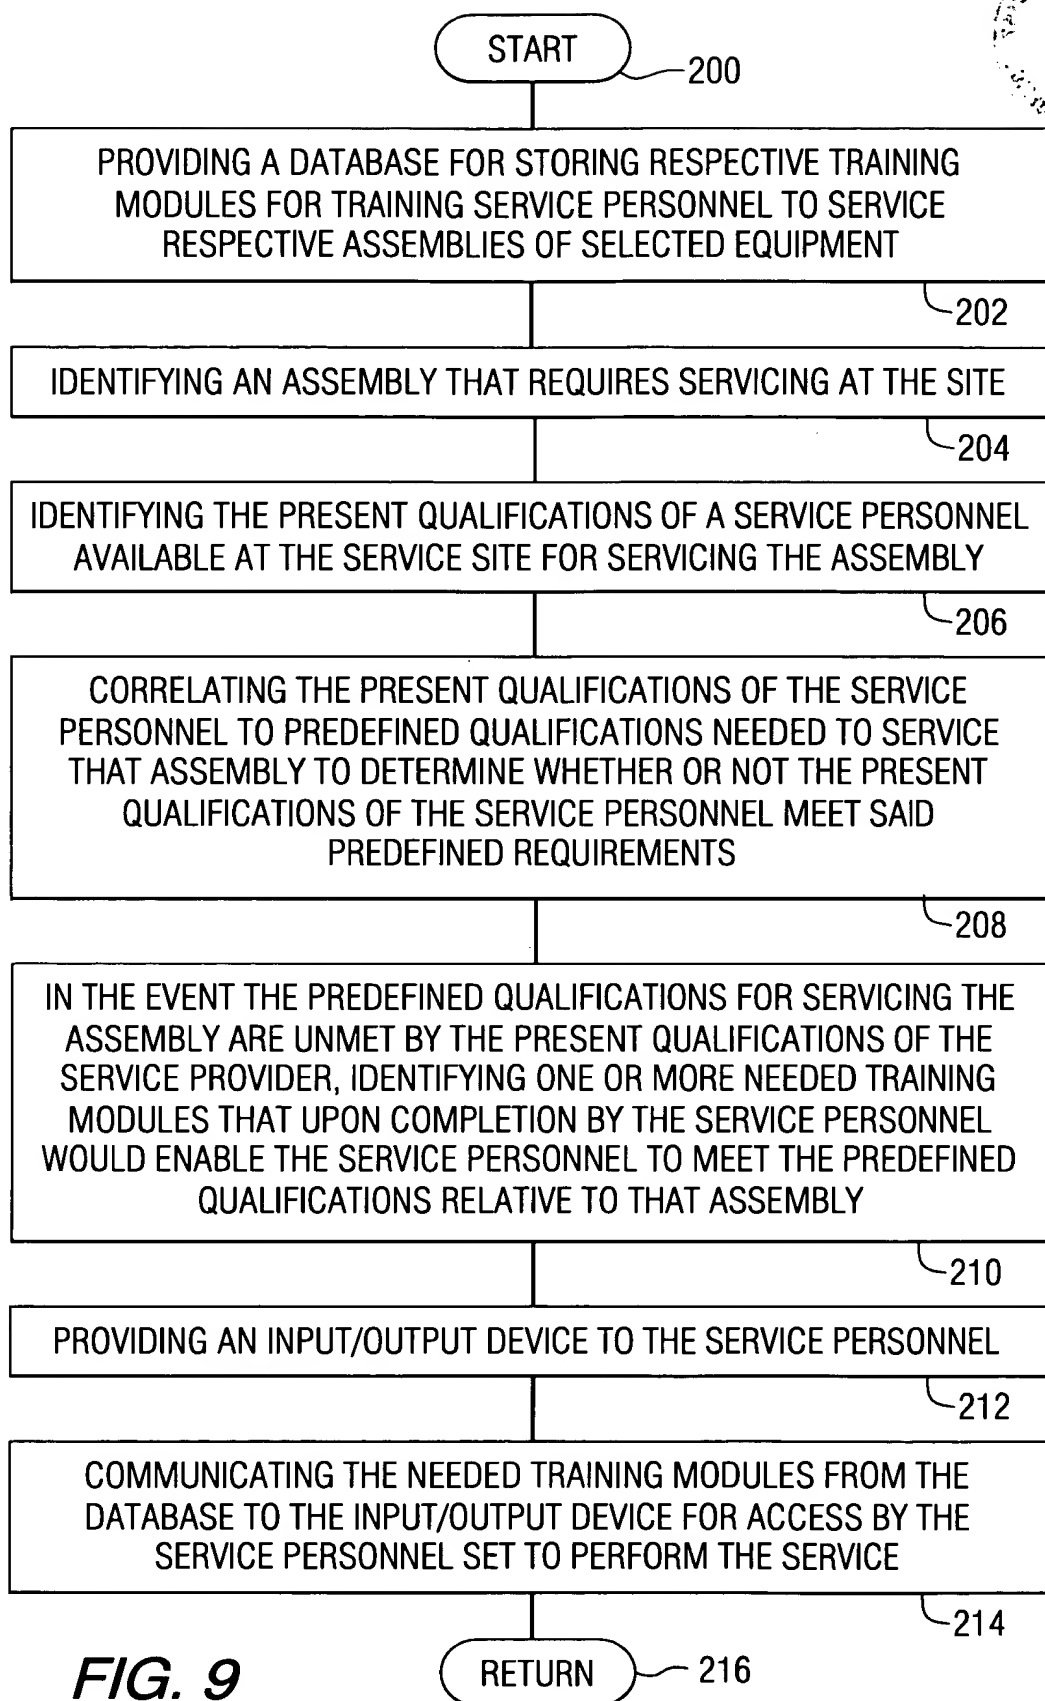 START
200
PROVIDING A DATABASE FOR STORING RESPECTIVE TRAINING
MODULES FOR TRAINING SERVICE PERSONNEL TO SERVICE
RESPECTIVE ASSEMBLIES OF SELECTED EQUIPMENT
202
IDENTIFYING AN ASSEMBLY THAT REQUIRES SERVICING AT THE SITE
204
IDENTIFYING THE PRESENT QUALIFICATIONS OF A SERVICE PERSONNEL
AVAILABLE AT THE SERVICE SITE FOR SERVICING THE ASSEMBLY
206
CORRELATING THE PRESENT QUALIFICATIONS OF THE SERVICE
PERSONNEL TO PREDEFINED QUALIFICATIONS NEEDED TO SERVICE
THAT ASSEMBLY TO DETERMINE WHETHER OR NOT THE PRESENT
QUALIFICATIONS OF THE SERVICE PERSONNEL MEET SAID
PREDEFINED REQUIREMENTS
208
IN THE EVENT THE PREDEFINED QUALIFICATIONS FOR SERVICING THE
ASSEMBLY ARE UNMET BY THE PRESENT QUALIFICATIONS OF THE
SERVICE PROVIDER, IDENTIFYING ONE OR MORE NEEDED TRAINING
MODULES THAT UPON COMPLETION BY THE SERVICE PERSONNEL
WOULD ENABLE THE SERVICE PERSONNEL TO MEET THE PREDEFINED
QUALIFICATIONS RELATIVE TO THAT ASSEMBLY
210
PROVIDING AN INPUT/OUTPUT DEVICE TO THE SERVICE PERSONNEL
212
COMMUNICATING THE NEEDED TRAINING MODULES FROM THE
DATABASE TO THE INPUT/OUTPUT DEVICE FOR ACCESS BY THE
SERVICE PERSONNEL SET TO PERFORM THE SERVICE
214
RETURN
216
FIG. 9